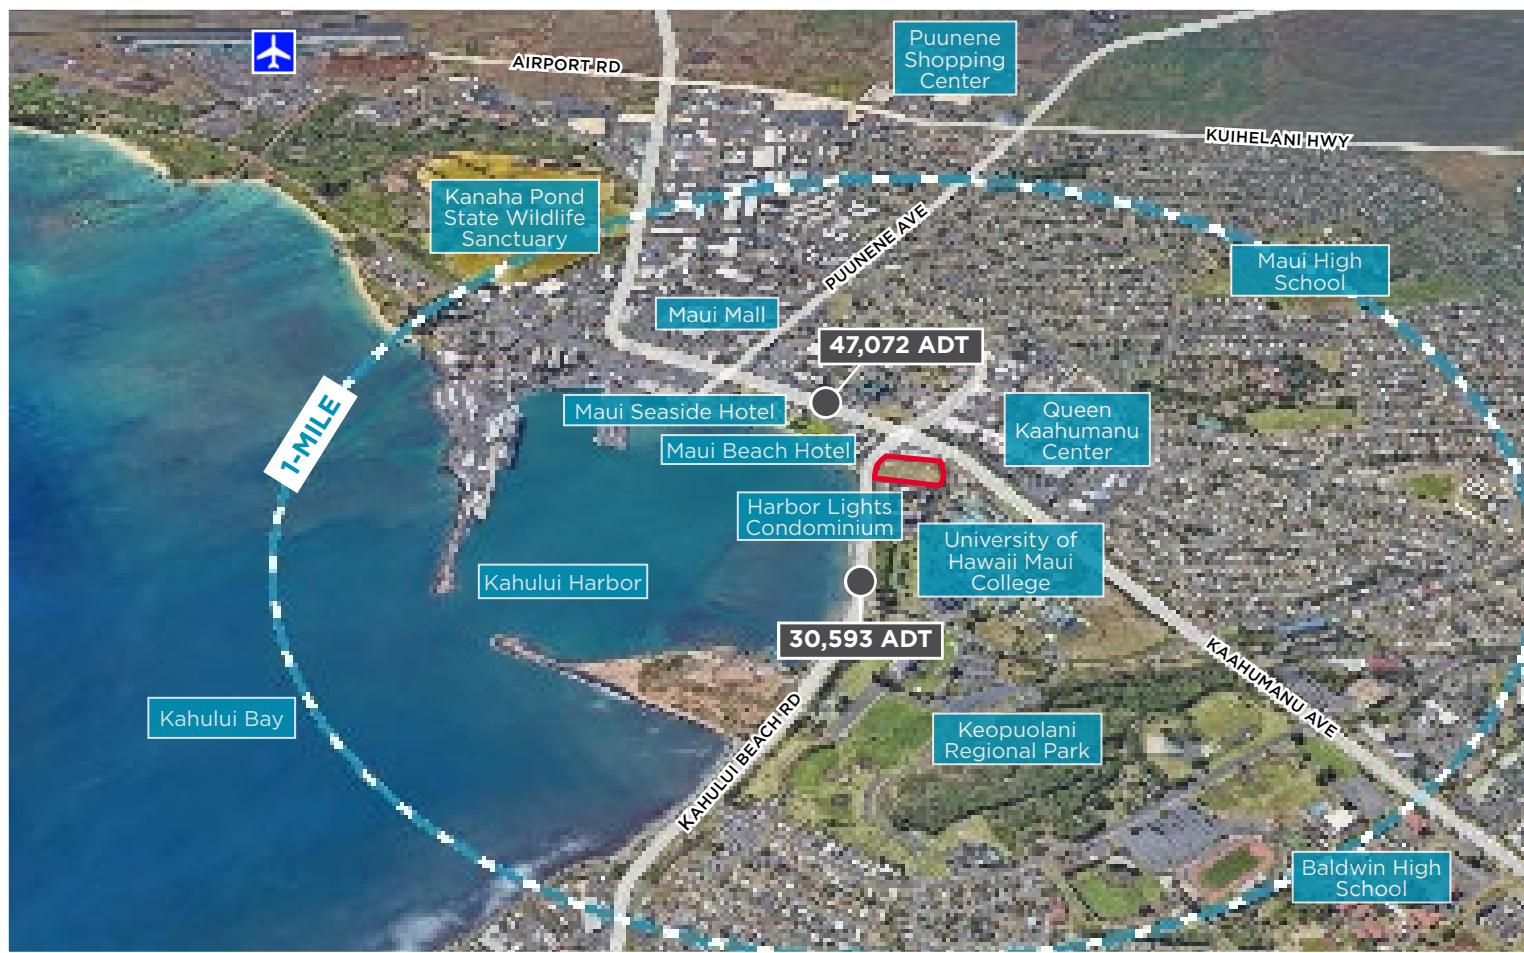 Puunene
Shopping
Center
AIRPORT RD
KUIHELANI HWY
Kanaha Pond
State Wildlife
Sanctuary
PUUNENE AVE
Maui High
School
Maui Mall
47,072 ADT
1-MILE
Maui Seaside Hotel
Queen
Kaahumanu
Center
Maui Beach Hotel
Harbor Lights
Condominium
University of
Hawaii Maui
College
Kahului Harbor
30,593 ADT
KAAHUMANU AVE
Kahului Bay
KAHULUI BEACH RD
Keopuolani
Regional Park
Baldwin High
School